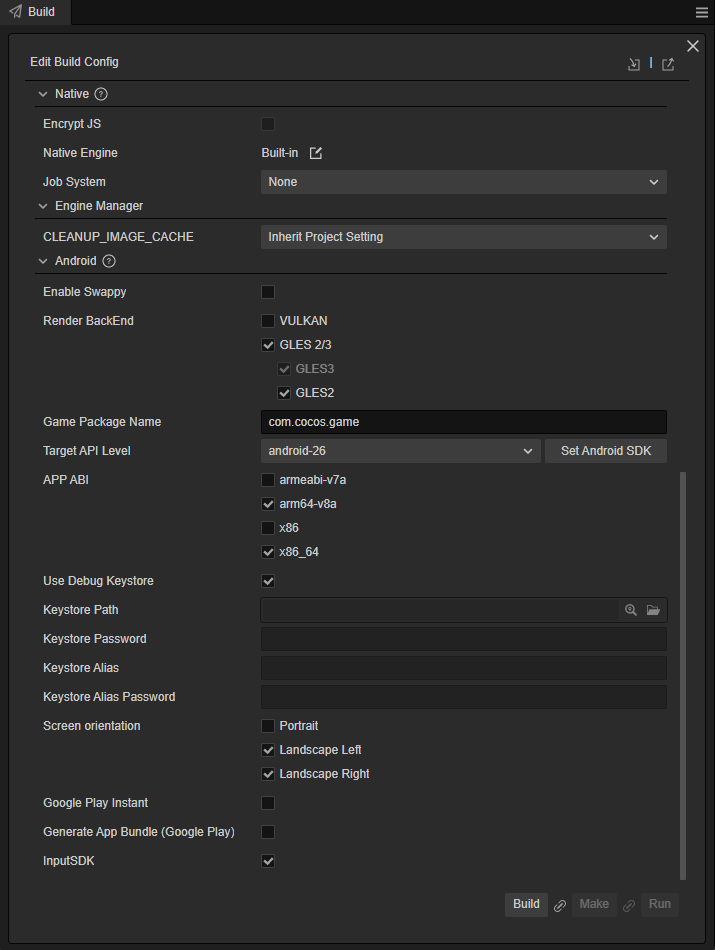 Build
Edit Build Config
Native
Encrypt JS
Native Engine Built-in
Job System None
Engine Manager
CLEANUP_IMAGE_CACHE Inherit Project Setting
Android
Enable Swappy
Render BackEnd VULKAN
GLES 2/3
GLES3
GLES2
Game Package Name com.cocos.game
Target API Level android-26 Set Android SDK
APP ABI armeabi-v7a
arm64-v8a
x86
x86_64
Use Debug Keystore
Keystore Path
Keystore Password
Keystore Alias
Keystore Alias Password
Screen orientation Portrait
Landscape Left
Landscape Right
Google Play Instant
Generate App Bundle (Google Play)
InputSDK
Build Make Run